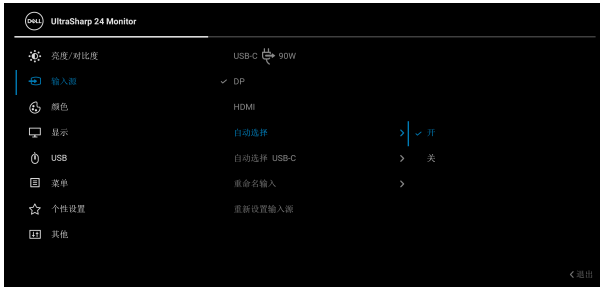 DELL UltraSharp 24 Monitor
亮度/对比度 USB-C 90W
输入源 DP
颜色 HDMI
显示 自动选择 开
USB 自动选择 USB-C 关
菜单 重命名输入
个性设置 重新设置输入源
其他
退出